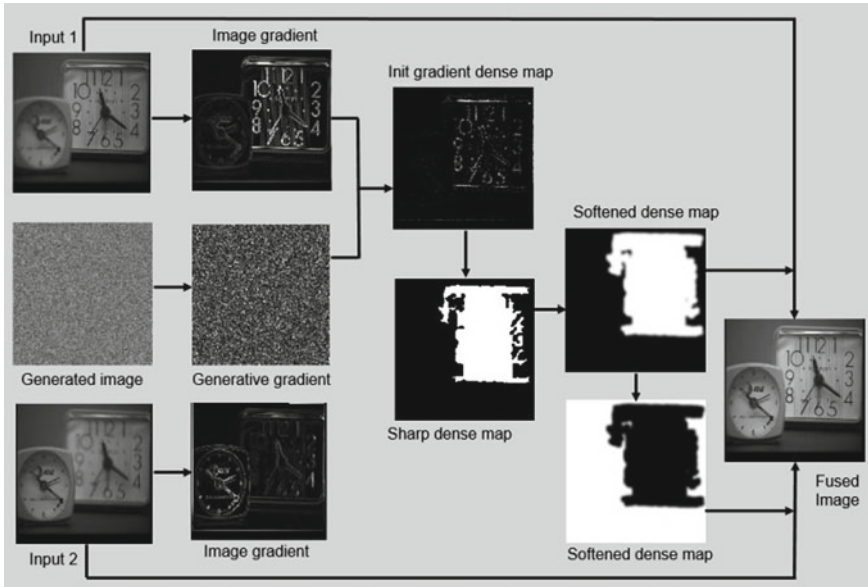 Input 1
Image gradient
Init gradient dense map
Softened dense map
Generated image
Generative gradient
Sharp dense map
Fused
Image
Input 2
Image gradient
Softened dense map